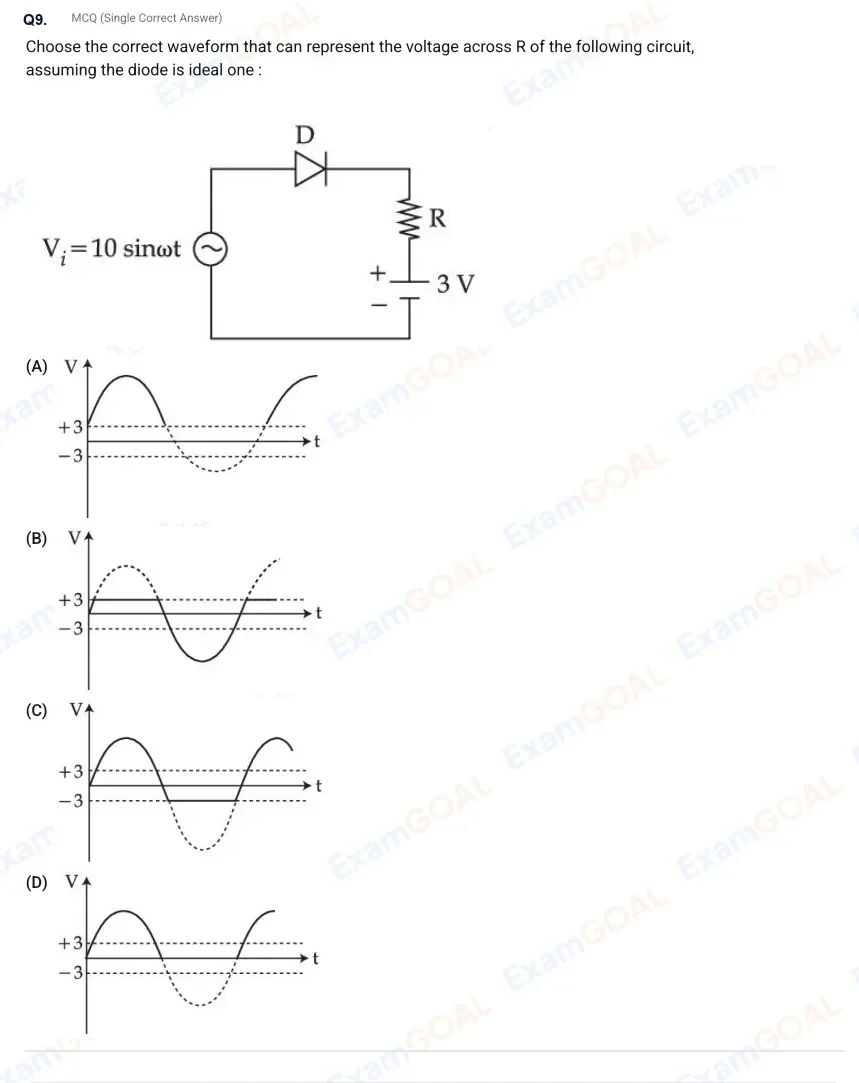 Q9. MCQ (Single Correct Answer)
Choose the correct waveform that can represent the voltage across R of the following circuit,
assuming the diode is ideal one :
D
R
Vᵢ=10 sinωt
+
−
3 V
(A) V
+3
−3
t
(B) V
+3
−3
t
(C) V
+3
−3
t
(D) V
+3
−3
t
ExamGOAL